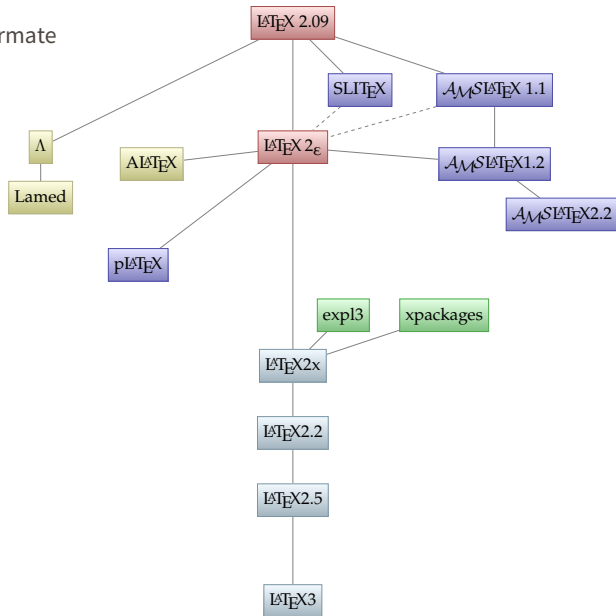 LATEX 2.09
rmate
SLITEX
AMSLATEX 1.1
Λ
ALATEX
LATEX 2ε
AMSLATEX1.2
Lamed
AMSLATEX2.2
pLATEX
expl3
xpackages
LATEX2x
LATEX2.2
LATEX2.5
LATEX3